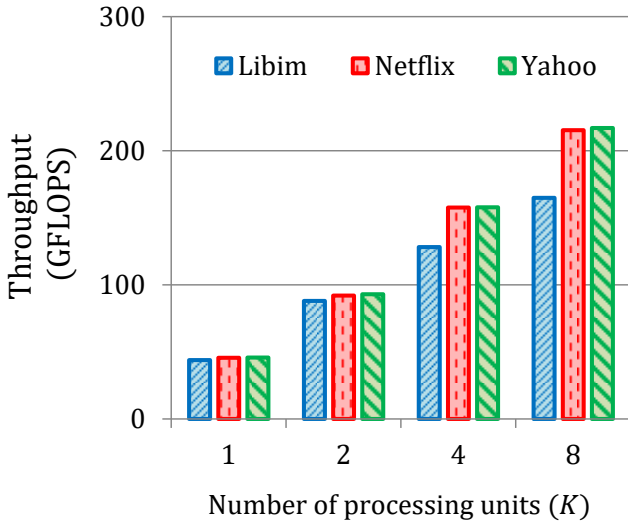 300
Libim Netflix Yahoo
200
Throughput
(GFLOPS)
100
0
1 2 4 8
Number of processing units (K)